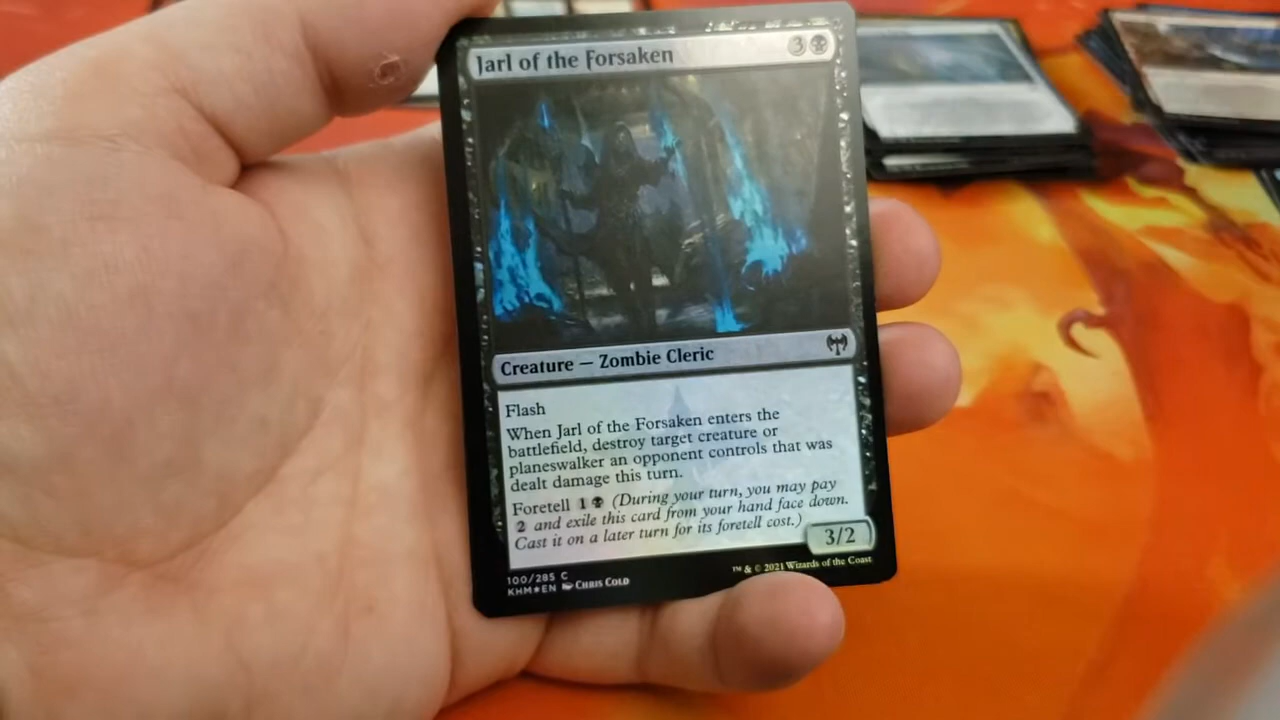 Jarl of the Forsaken 3
Creature — Zombie Cleric
Flash
When Jarl of the Forsaken enters the
battlefield, destroy target creature or
planeswalker an opponent controls that was
dealt damage this turn.
Foretell 1 (During your turn, you may pay
2 and exile this card from your hand face down.
Cast it on a later turn for its foretell cost.)
3/2
100/285 C
KHM★EN Chris Cold
™ & © 2021 Wizards of the Coast